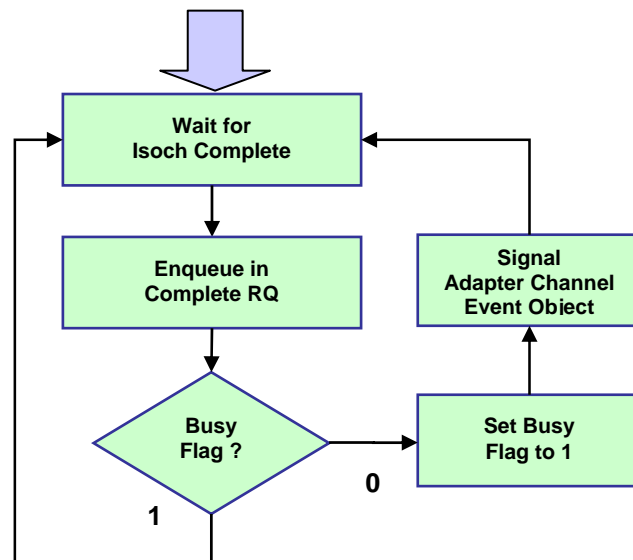 Wait for
Isoch Complete
Enqueue in
Complete RQ
Signal
Adapter Channel
Event Object
Busy
Flag ?
Set Busy
Flag to 1
0
1